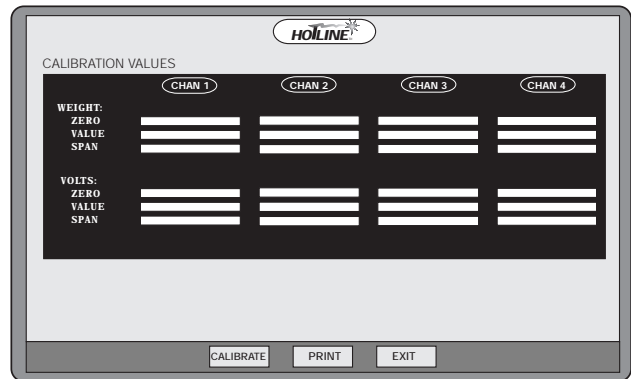 HOTLINE
CALIBRATION VALUES
CHAN 1 CHAN 2 CHAN 3 CHAN 4
WEIGHT:
ZERO
VALUE
SPAN
VOLTS:
ZERO
VALUE
SPAN
CALIBRATE PRINT EXIT